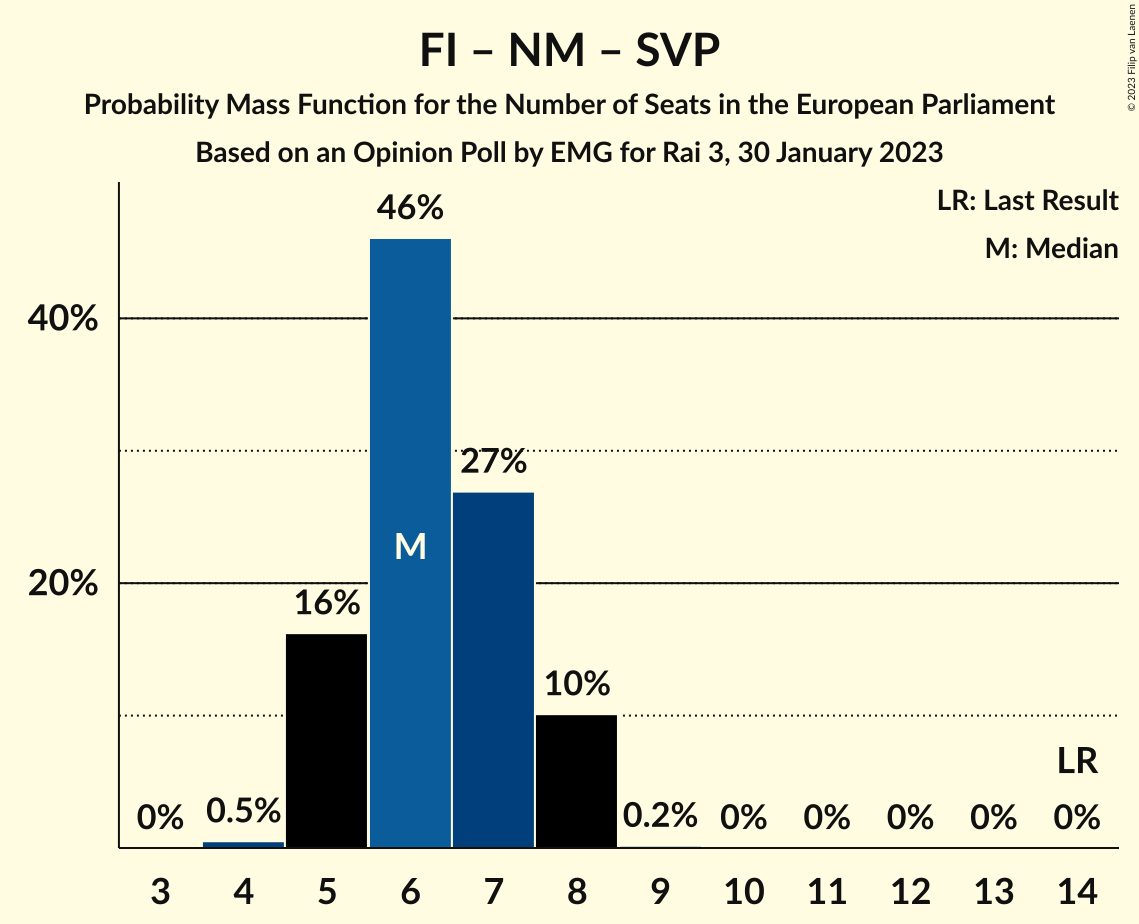 FI – NM – SVP
Probability Mass Function for the Number of Seats in the European Parliament
Based on an Opinion Poll by EMG for Rai 3, 30 January 2023
© 2023 Filip van Laenen
LR: Last Result
M: Median
46%
40%
27%
M
20%
16%
10%
LR
0% 0.5% 0.2% 0% 0% 0% 0% 0%
3 4 5 6 7 8 9 10 11 12 13 14